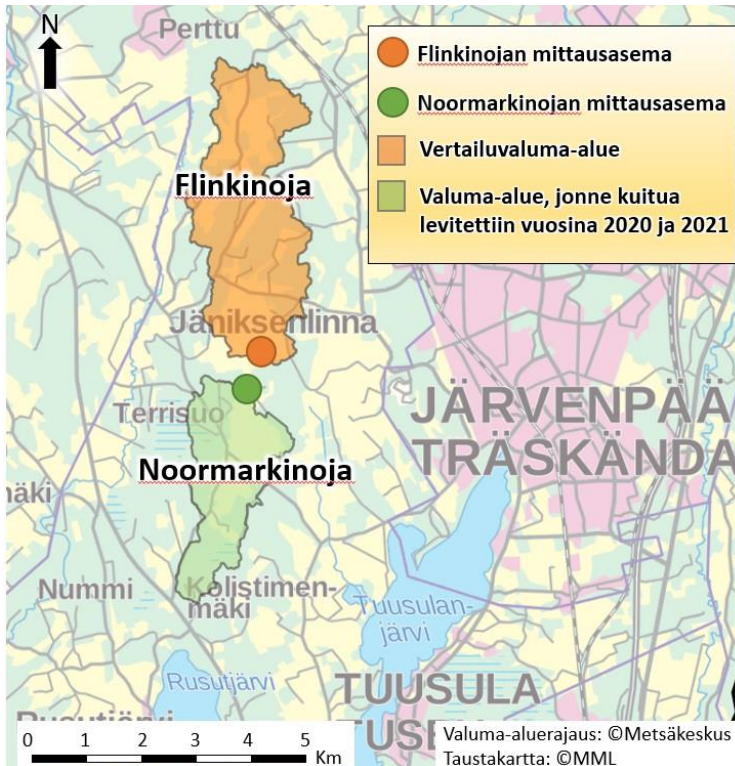 N
Perttu
Flinkinojan mittausasema
Noormarkinojan mittausasema
Vertailuvaluma-alue
Valuma-alue, jonne kuitua
levitettiin vuosina 2020 ja 2021
Flinkinoja
Jäniksenlinna
Terrisuo
JÄRVENPÄÄ
TRÄSKÄNDA
Noormarkinoja
mäki
Nummi
Kolistimen-
mäki
Tuusulan-
järvi
Rusutjärvi
Rusutjärvi
TUUSULA
0 1 2 3 4 5
Km
Valuma-aluerajaus: ©Metsäkeskus
Taustakartta: ©MML